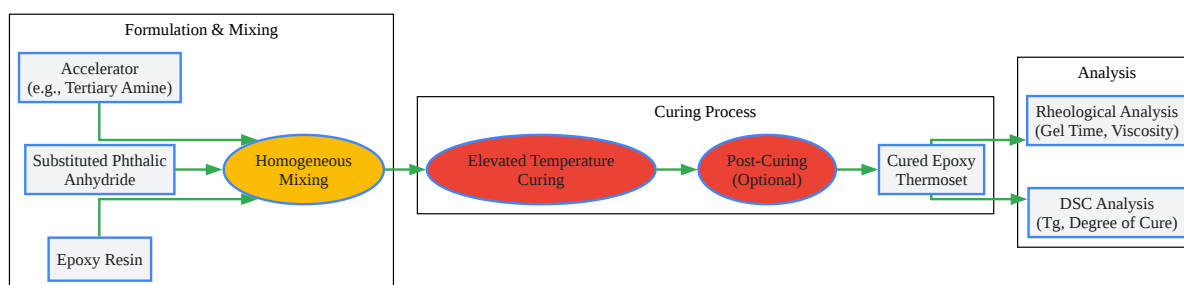 Formulation & Mixing
Accelerator
(e.g., Tertiary Amine)
Substituted Phthalic
Anhydride
Epoxy Resin
Homogeneous
Mixing
Curing Process
Elevated Temperature
Curing
Post-Curing
(Optional)
Cured Epoxy
Thermoset
Analysis
Rheological Analysis
(Gel Time, Viscosity)
DSC Analysis
(Tg, Degree of Cure)